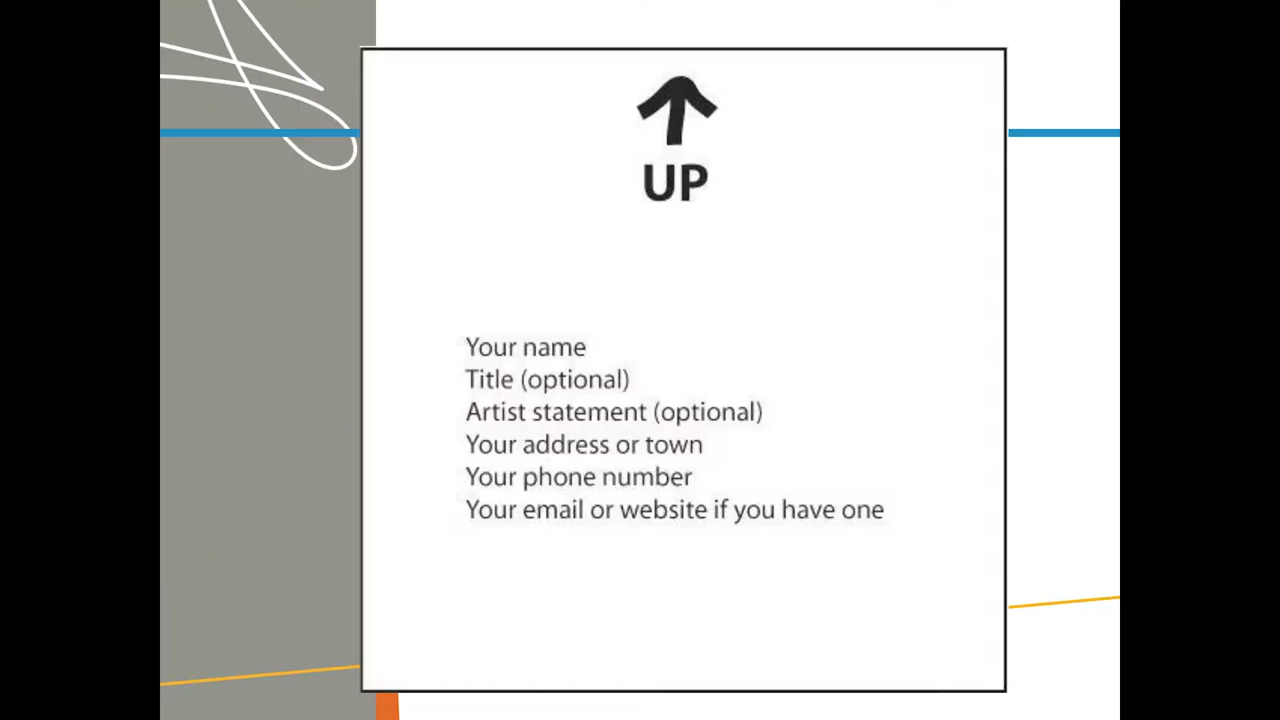 UP
Your name
Title (optional)
Artist statement (optional)
Your address or town
Your phone number
Your email or website if you have one